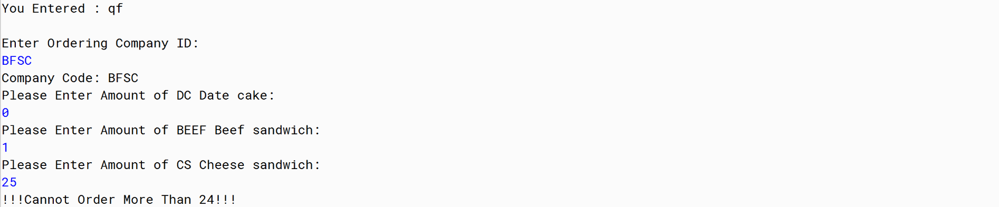 You Entered : qf
Enter Ordering Company ID:
BFSC
Company Code: BFSC
Please Enter Amount of DC Date cake:
0
Please Enter Amount of BEEF Beef sandwich:
1
Please Enter Amount of CS Cheese sandwich:
25
!!!Cannot Order More Than 24!!!